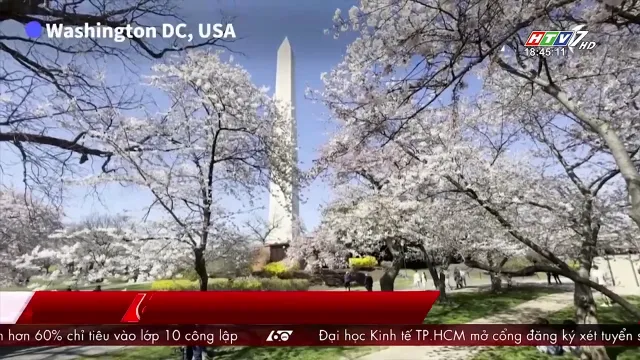 Washington DC, USA
HTV7 HD
18:45:11
n hơn 60% chỉ tiêu vào lớp 10 công lập 60 Đại học Kinh tế TP.HCM mở cổng đăng ký xét tuyển